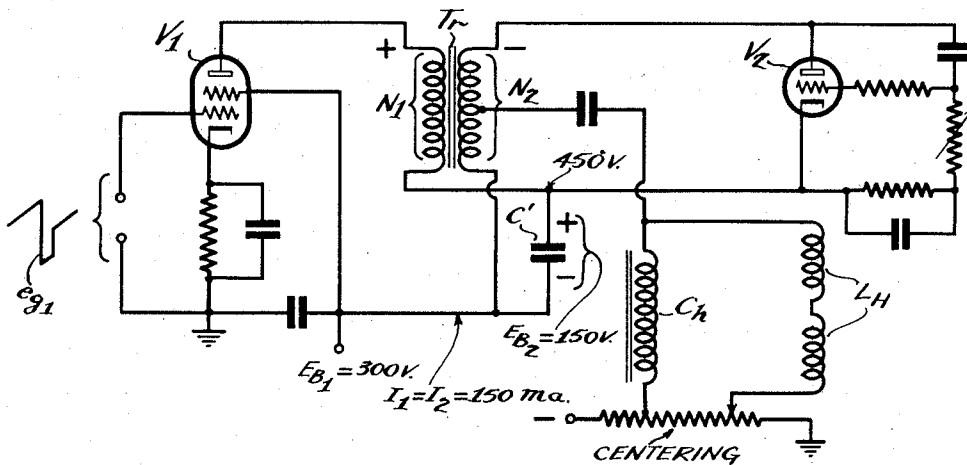 V1
Tr
+
−
N1
N2
V2
450v.
C'
+
−
eg1
EB1 = 300v.
EB2 = 150v.
I1 = I2 = 150 ma.
Ch
LH
−
CENTERING